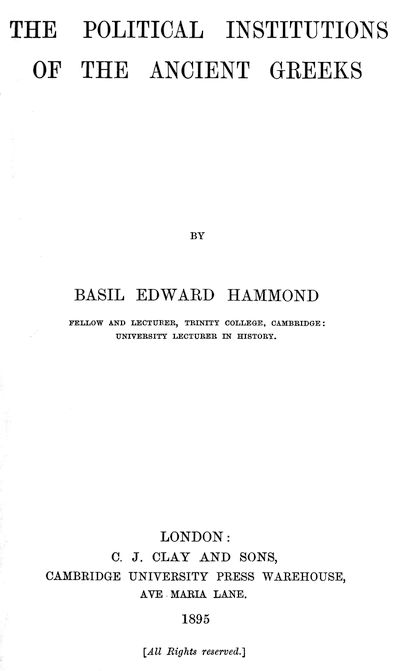 THE POLITICAL INSTITUTIONS
OF THE ANCIENT GREEKS
BY
BASIL EDWARD HAMMOND
FELLOW AND LECTURER, TRINITY COLLEGE, CAMBRIDGE:
UNIVERSITY LECTURER IN HISTORY.
LONDON:
C. J. CLAY AND SONS,
CAMBRIDGE UNIVERSITY PRESS WAREHOUSE,
AVE MARIA LANE.
1895
[All Rights reserved.]